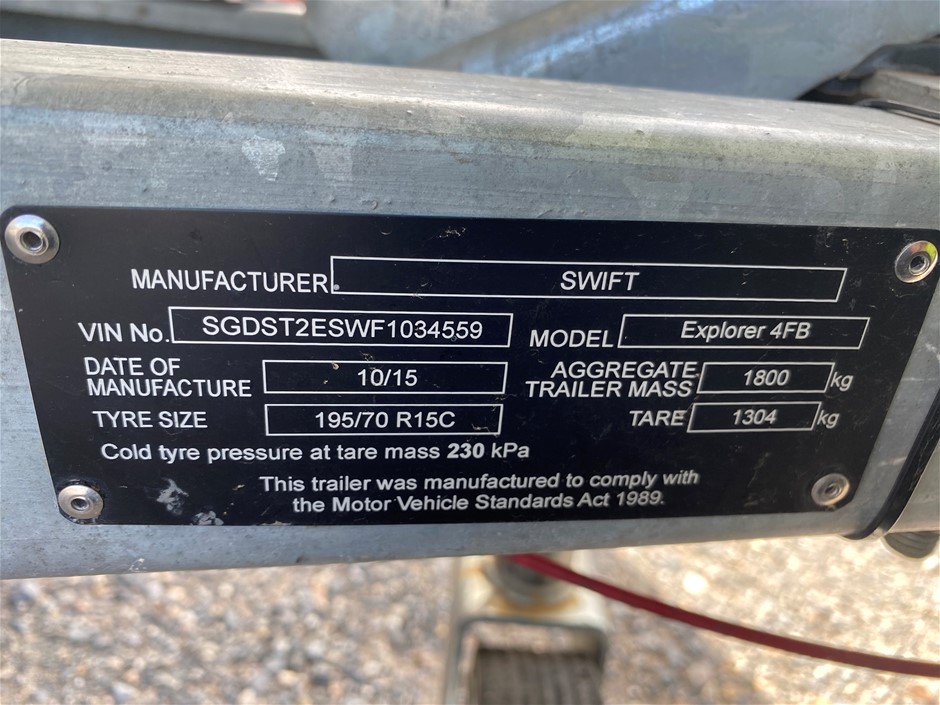 MANUFACTURER SWIFT
VIN No. SGDST2ESWF1034559 MODEL Explorer 4FB
DATE OF MANUFACTURE 10/15 AGGREGATE TRAILER MASS 1800 kg
TYRE SIZE 195/70 R15C TARE 1304 kg
Cold tyre pressure at tare mass 230 kPa
This trailer was manufactured to comply with
the Motor Vehicle Standards Act 1989.